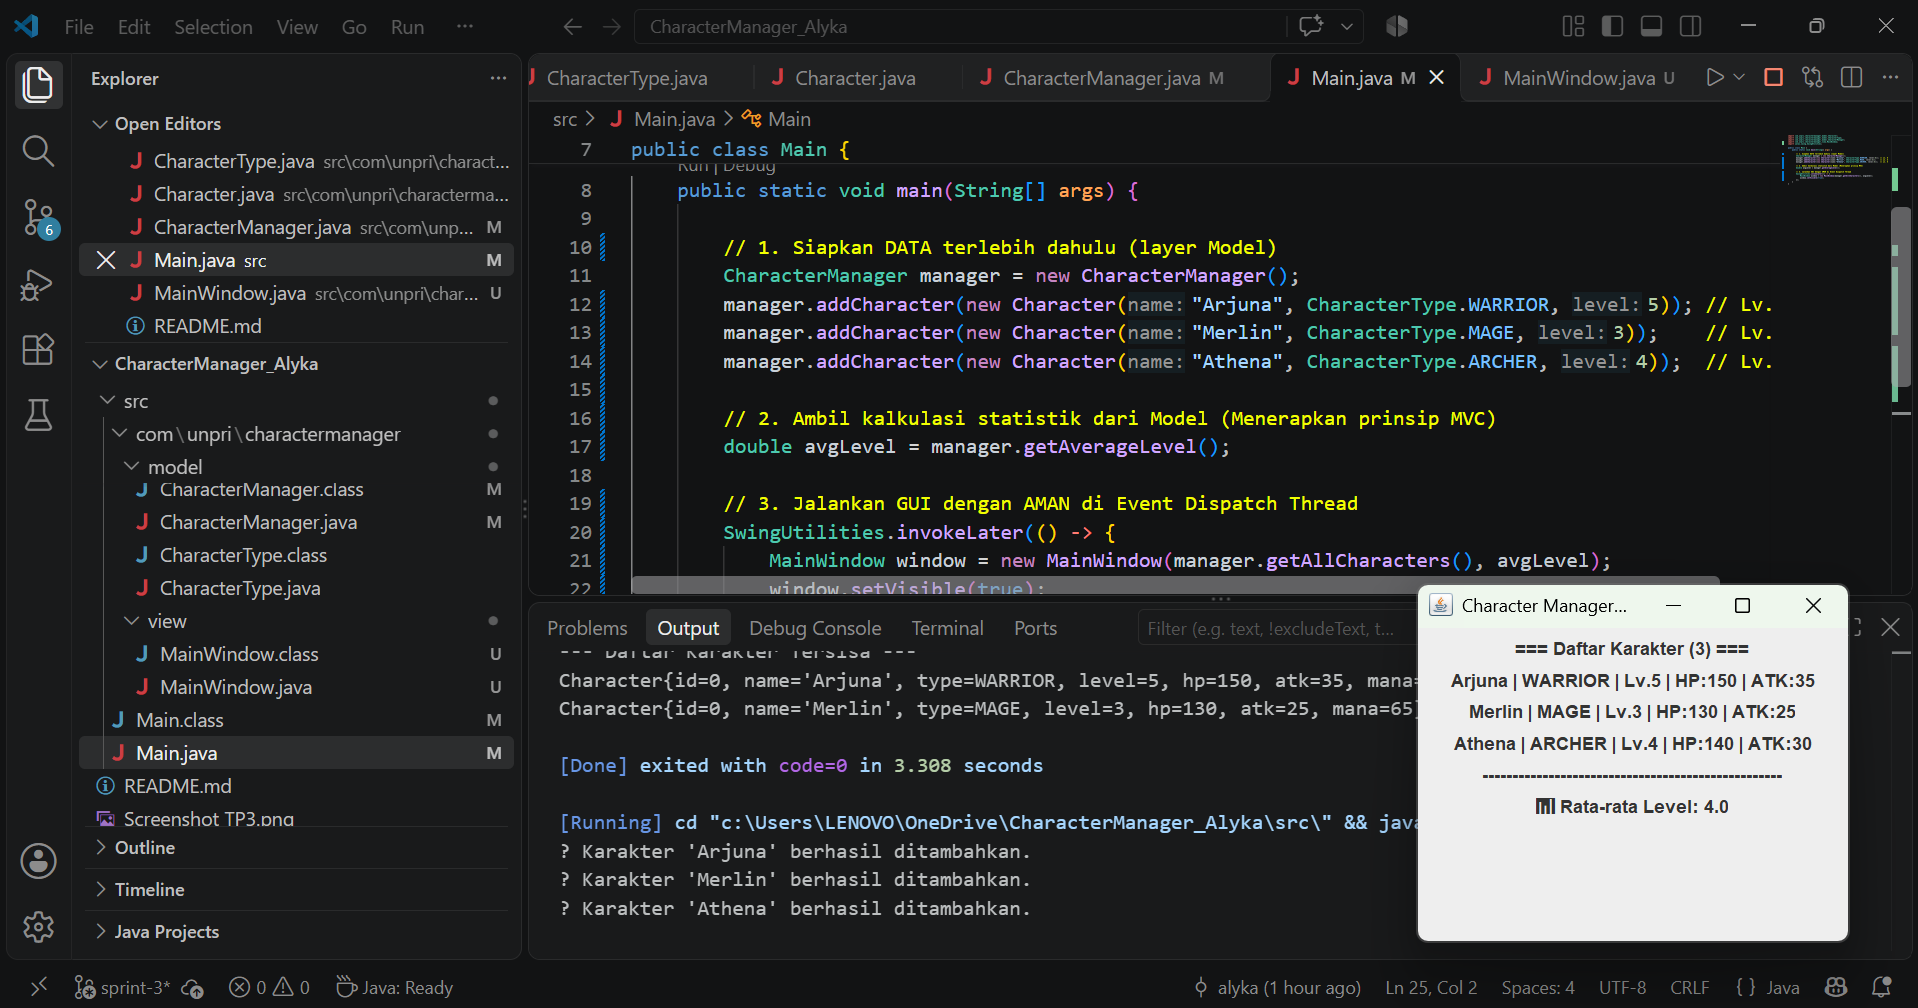 File Edit Selection View Go Run ···
CharacterManager_Alyka
Explorer
Open Editors
CharacterType.java src\com\unpri\charact...
Character.java src\com\unpri\characterma...
CharacterManager.java src\com\unp... M
Main.java src M
MainWindow.java src\com\unpri\char... U
README.md
CharacterManager_Alyka
src
com\unpri\charactermanager
model
CharacterManager.class M
CharacterManager.java M
CharacterType.class
CharacterType.java
view
MainWindow.class U
MainWindow.java U
Main.class M
Main.java M
README.md
Screenshot TP3.png
Outline
Timeline
Java Projects
6
CharacterType.java Character.java CharacterManager.java M Main.java M MainWindow.java U
src > Main.java > Main
7 public class Main {
Run | Debug
8 public static void main(String[] args) {
9
10 // 1. Siapkan DATA terlebih dahulu (layer Model)
11 CharacterManager manager = new CharacterManager();
12 manager.addCharacter(new Character(name: "Arjuna", CharacterType.WARRIOR, level: 5)); // Lv.
13 manager.addCharacter(new Character(name: "Merlin", CharacterType.MAGE, level: 3)); // Lv.
14 manager.addCharacter(new Character(name: "Athena", CharacterType.ARCHER, level: 4)); // Lv.
15
16 // 2. Ambil kalkulasi statistik dari Model (Menerapkan prinsip MVC)
17 double avgLevel = manager.getAverageLevel();
18
19 // 3. Jalankan GUI dengan AMAN di Event Dispatch Thread
20 SwingUtilities.invokeLater(() -> {
21 MainWindow window = new MainWindow(manager.getAllCharacters(), avgLevel);
22 window.setVisible(true);
Problems Output Debug Console Terminal Ports
Filter (e.g. text, !excludeText, t...
--- Daftar Karakter Tersisa ---
Character{id=0, name='Arjuna', type=WARRIOR, level=5, hp=150, atk=35, mana=
Character{id=0, name='Merlin', type=MAGE, level=3, hp=130, atk=25, mana=65}
[Done] exited with code=0 in 3.308 seconds
[Running] cd "c:\Users\LENOVO\OneDrive\CharacterManager_Alyka\src\" && java
? Karakter 'Arjuna' berhasil ditambahkan.
? Karakter 'Merlin' berhasil ditambahkan.
? Karakter 'Athena' berhasil ditambahkan.
Character Manager...
=== Daftar Karakter (3) ===
Arjuna | WARRIOR | Lv.5 | HP:150 | ATK:35
Merlin | MAGE | Lv.3 | HP:130 | ATK:25
Athena | ARCHER | Lv.4 | HP:140 | ATK:30
--------------------------------------------------
Rata-rata Level: 4.0
sprint-3* 0 0 Java: Ready
alyka (1 hour ago) Ln 25, Col 2 Spaces: 4 UTF-8 CRLF { } Java